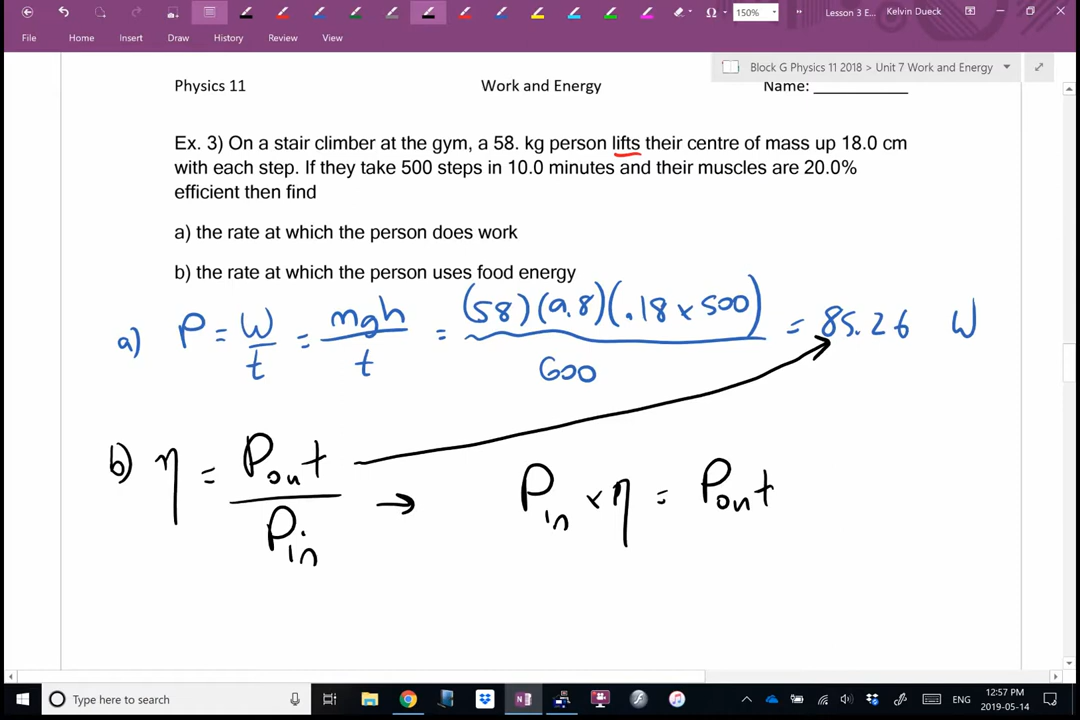 Ω 150% Lesson 3 E... Kelvin Dueck
File Home Insert Draw History Review View
Block G Physics 11 2018 > Unit 7 Work and Energy
Physics 11 Work and Energy Name: __________
Ex. 3) On a stair climber at the gym, a 58. kg person lifts their centre of mass up 18.0 cm
with each step. If they take 500 steps in 10.0 minutes and their muscles are 20.0%
efficient then find
a) the rate at which the person does work
b) the rate at which the person uses food energy
a) P = W/t = mgh/t = (58)(9.8)(.18 x 500)/600 = 85.26 W
b) η = Pout/Pin → Pin x η = Pout
Type here to search
ENG
12:57 PM
2019-05-14